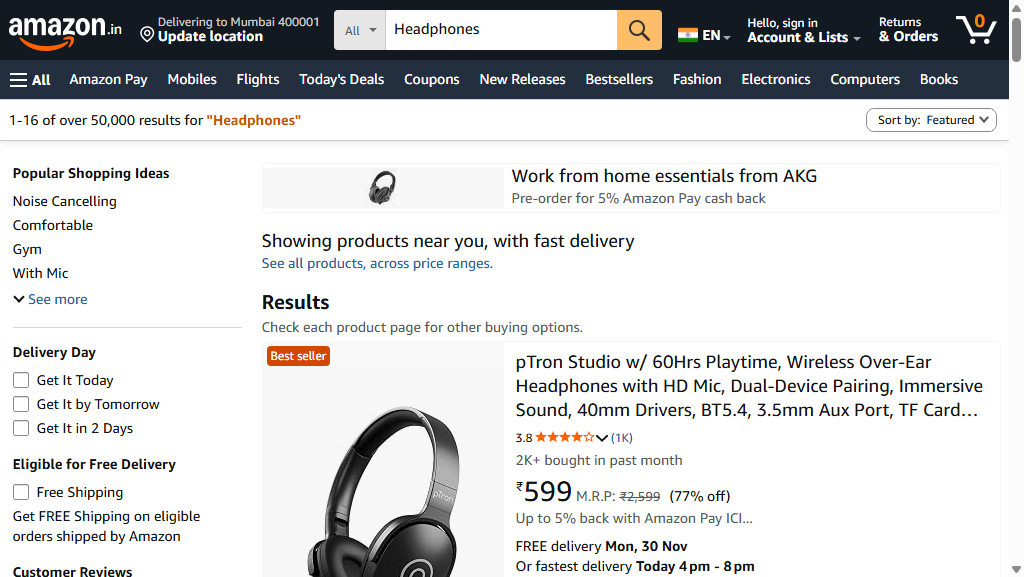 amazon.in
Delivering to Mumbai 400001
Update location
All
Headphones
EN
Hello, sign in
Account & Lists
Returns
& Orders
0
All
Amazon Pay
Mobiles
Flights
Today's Deals
Coupons
New Releases
Bestsellers
Fashion
Electronics
Computers
Books
1-16 of over 50,000 results for "Headphones"
Sort by: Featured
Popular Shopping Ideas
Noise Cancelling
Comfortable
Gym
With Mic
See more
Delivery Day
Get It Today
Get It by Tomorrow
Get It in 2 Days
Eligible for Free Delivery
Free Shipping
Get FREE Shipping on eligible
orders shipped by Amazon
Customer Reviews
Work from home essentials from AKG
Pre-order for 5% Amazon Pay cash back
Showing products near you, with fast delivery
See all products, across price ranges.
Results
Check each product page for other buying options.
Best seller
pTron
pTron Studio w/ 60Hrs Playtime, Wireless Over-Ear
Headphones with HD Mic, Dual-Device Pairing, Immersive
Sound, 40mm Drivers, BT5.4, 3.5mm Aux Port, TF Card…
3.8 (1K)
2K+ bought in past month
₹599 M.R.P: ₹2,599 (77% off)
Up to 5% back with Amazon Pay ICI…
FREE delivery Mon, 30 Nov
Or fastest delivery Today 4 pm - 8 pm